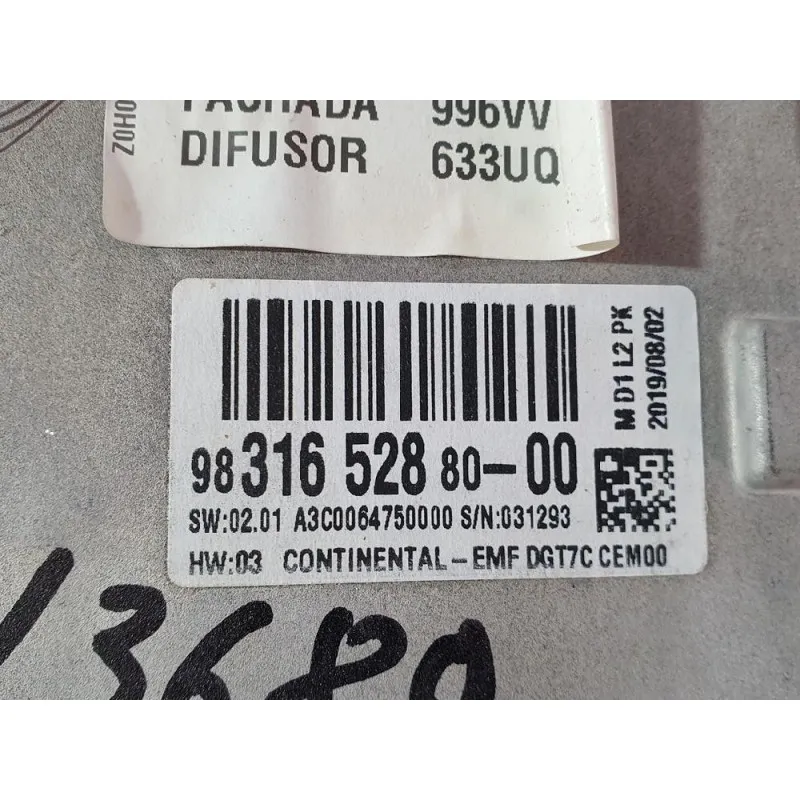 Z0H0
FACHADA 996VV
DIFUSOR 633UQ
M D1 L2 PK
2019/08/02
98 316 528 80-00
SW:02.01 A3C0064750000 S/N:031293
HW:03 CONTINENTAL-EMF DGT7C CEM00
13680